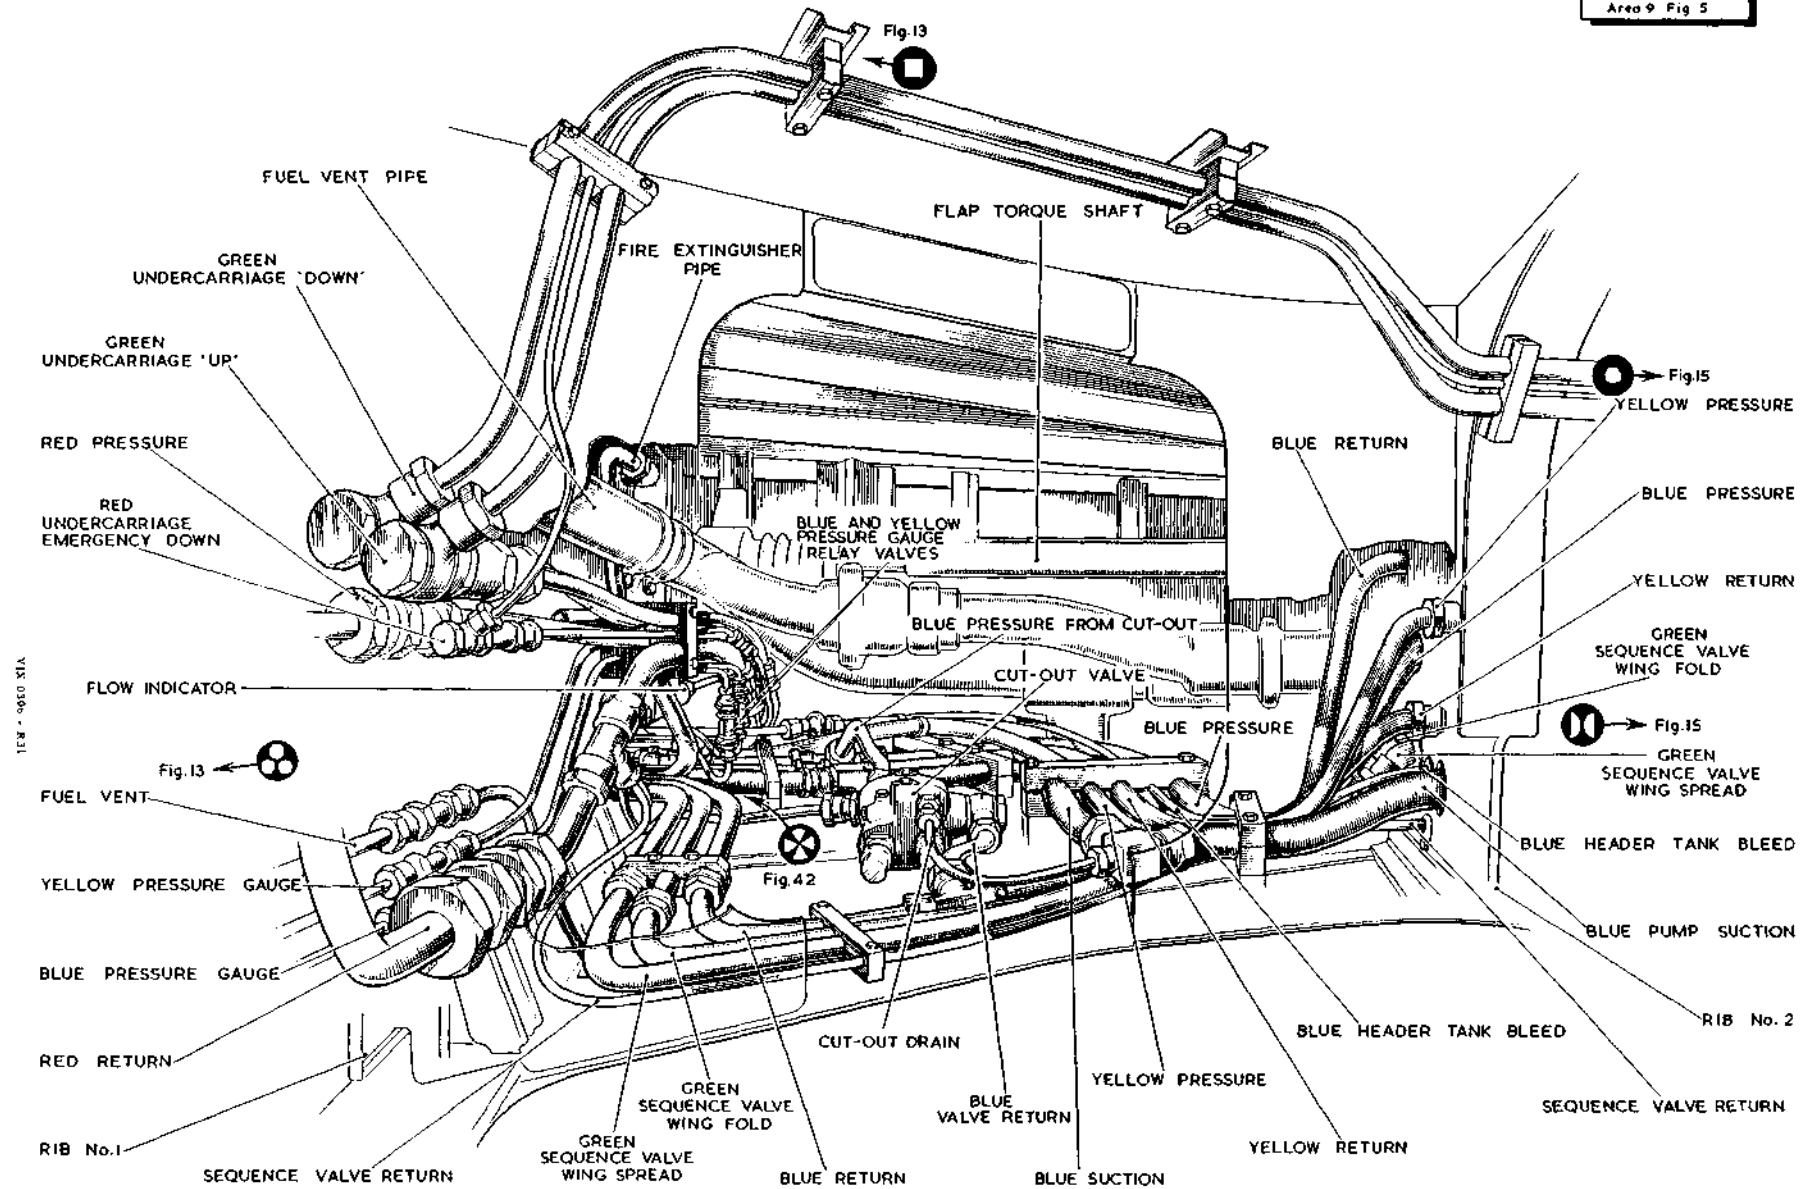 Area 9 Fig 5
Fig.13
FUEL VENT PIPE
FLAP TORQUE SHAFT
GREEN
UNDERCARRIAGE 'DOWN'
FIRE EXTINGUISHER
PIPE
GREEN
UNDERCARRIAGE 'UP'
Fig.15
YELLOW PRESSURE
RED PRESSURE
BLUE RETURN
BLUE PRESSURE
RED
UNDERCARRIAGE
EMERGENCY DOWN
BLUE AND YELLOW
PRESSURE GAUGE
RELAY VALVES
YELLOW RETURN
BLUE PRESSURE FROM CUT-OUT
GREEN
SEQUENCE VALVE
WING FOLD
FLOW INDICATOR
CUT-OUT VALVE
BLUE PRESSURE
Fig.15
Fig.13
GREEN
SEQUENCE VALVE
WING SPREAD
FUEL VENT
BLUE HEADER TANK BLEED
YELLOW PRESSURE GAUGE
Fig.42
BLUE PUMP SUCTION
BLUE PRESSURE GAUGE
RIB No. 2
RED RETURN
CUT-OUT DRAIN
BLUE HEADER TANK BLEED
YELLOW PRESSURE
GREEN
SEQUENCE VALVE
WING FOLD
BLUE
VALVE RETURN
SEQUENCE VALVE RETURN
RIB No.1
GREEN
SEQUENCE VALVE
WING SPREAD
YELLOW RETURN
SEQUENCE VALVE RETURN
BLUE RETURN
BLUE SUCTION